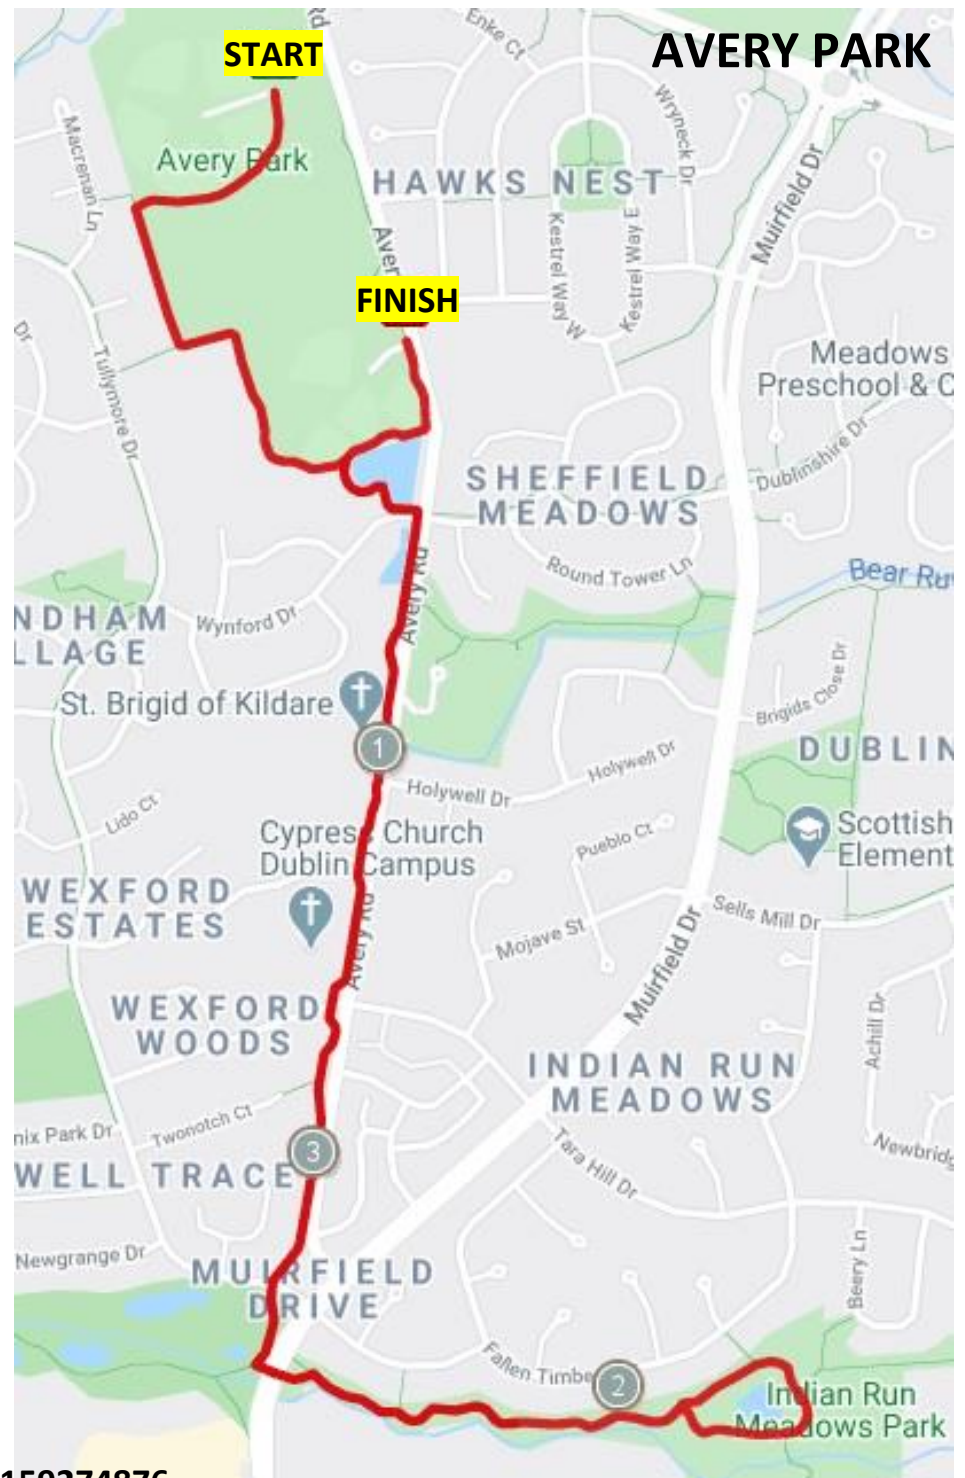 Rd
Enke Ct
START
AVERY PARK
Wryneck Dr
Macrenan Ln
Avery Park
HAWKS NEST
Muirfield Dr
Kestrel Way E
Kestrel Way W
Aver
FINISH
Dr
Tullymore Dr
Meadows
Preschool & C
SHEFFIELD
MEADOWS
Dublinshire Dr
Round Tower Ln
Bear Ru
Avery Rd
NDHAM
LLAGE
Wynford Dr
St. Brigid of Kildare
Brigids Close Dr
1
DUBLIN
Holywell Dr
Holywell Dr
Lido Ct
Cypress Church
Dublin Campus
Pueblo Ct
Scottish
Element
WEXFORD
ESTATES
Sells Mill Dr
Mojave St
Avery Rd
Muirfield Dr
WEXFORD
WOODS
Achill Dr
INDIAN RUN
MEADOWS
nix Park Dr
Twonotch Ct
3
Tara Hill Dr
Newbridg
WELL TRACE
Newgrange Dr
MUIRFIELD
DRIVE
Beery Ln
Fallen Timbe
2
Indian Run
Meadows Park